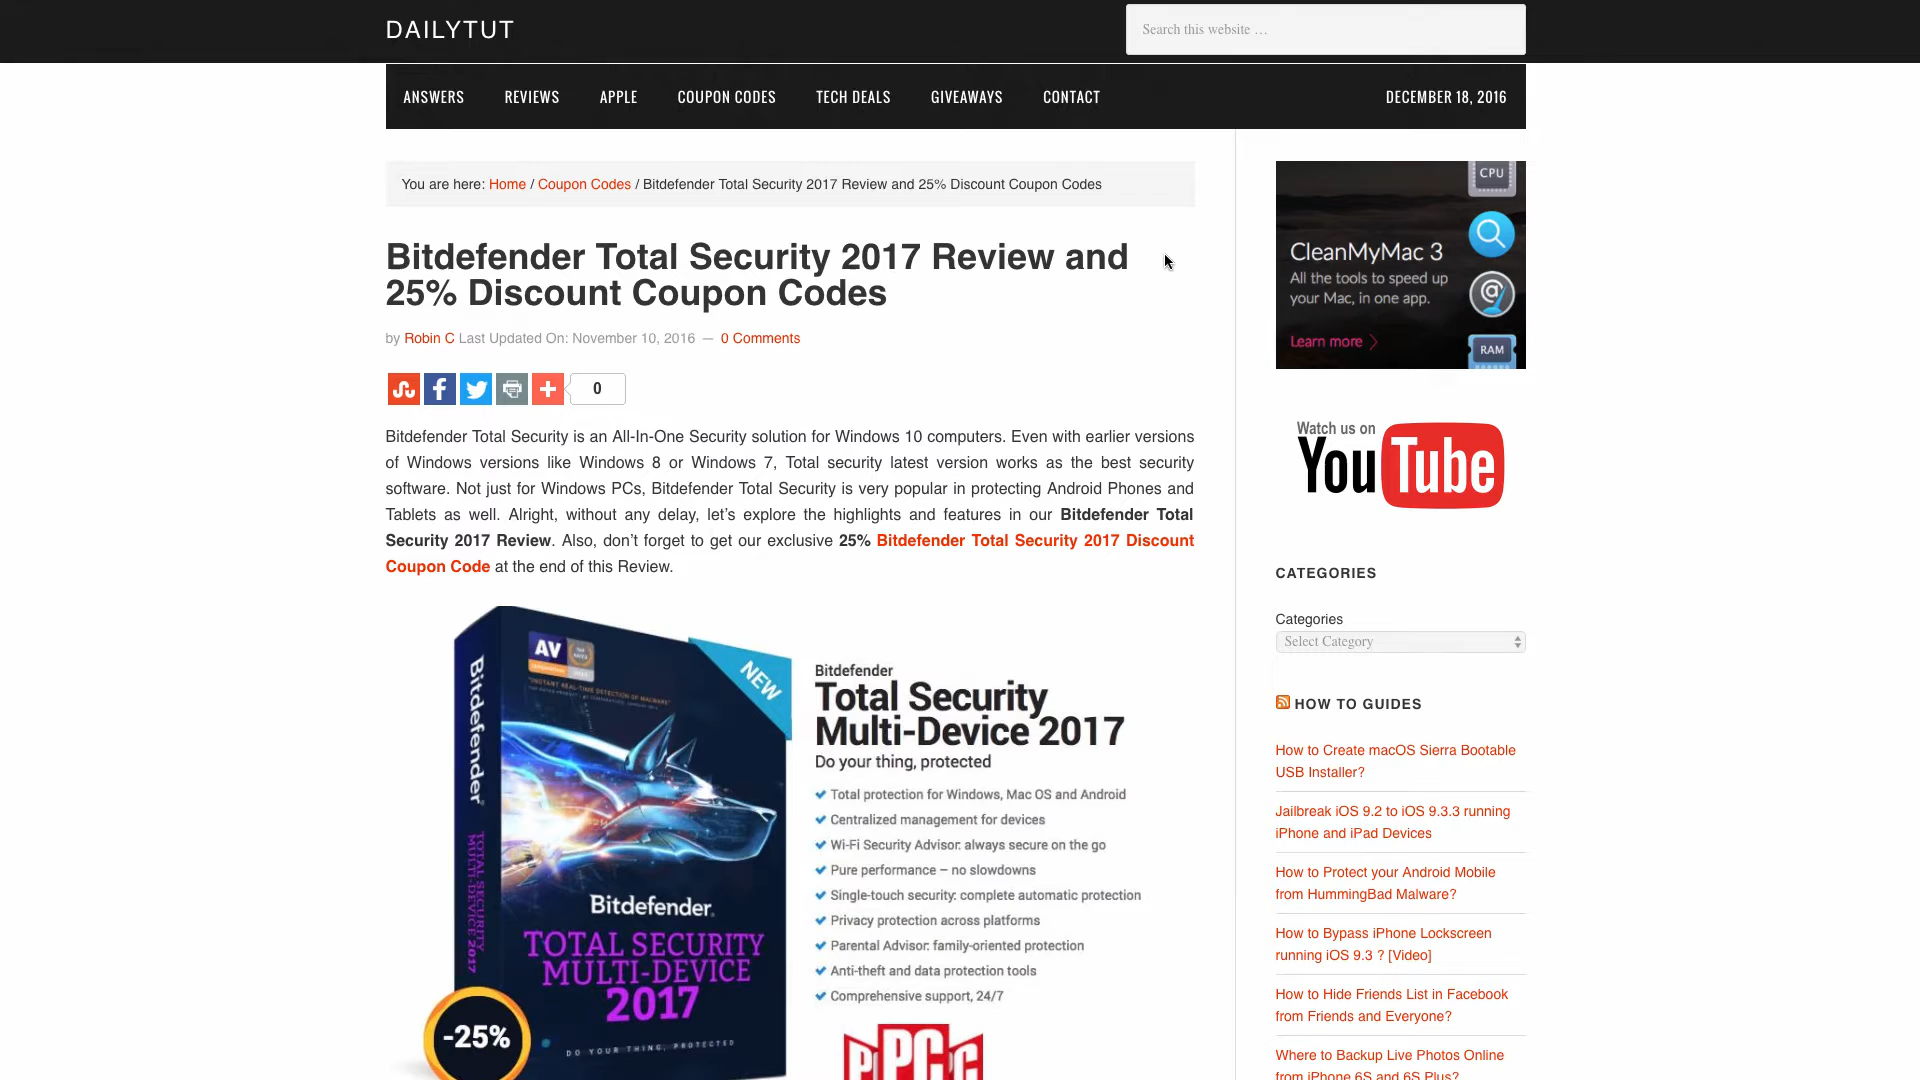 DAILYTUT
Search this website …
ANSWERS REVIEWS APPLE COUPON CODES TECH DEALS GIVEAWAYS CONTACT DECEMBER 18, 2016
You are here: Home / Coupon Codes / Bitdefender Total Security 2017 Review and 25% Discount Coupon Codes
Bitdefender Total Security 2017 Review and
25% Discount Coupon Codes
by Robin C Last Updated On: November 10, 2016 — 0 Comments
0
Bitdefender Total Security is an All-In-One Security solution for Windows 10 computers. Even with earlier versions
of Windows versions like Windows 8 or Windows 7, Total security latest version works as the best security
software. Not just for Windows PCs, Bitdefender Total Security is very popular in protecting Android Phones and
Tablets as well. Alright, without any delay, let’s explore the highlights and features in our Bitdefender Total
Security 2017 Review. Also, don’t forget to get our exclusive 25% Bitdefender Total Security 2017 Discount
Coupon Code at the end of this Review.
AV
NEW
Bitdefender
TOTAL SECURITY
MULTI-DEVICE 2017
Bitdefender
TOTAL SECURITY
MULTI-DEVICE
2017
DO YOUR THING, PROTECTED
-25%
Bitdefender
Total Security
Multi-Device 2017
Do your thing, protected
Total protection for Windows, Mac OS and Android
Centralized management for devices
Wi-Fi Security Advisor: always secure on the go
Pure performance – no slowdowns
Single-touch security: complete automatic protection
Privacy protection across platforms
Parental Advisor: family-oriented protection
Anti-theft and data protection tools
Comprehensive support, 24/7
CPU
CleanMyMac 3
All the tools to speed up
your Mac, in one app.
Learn more
RAM
Watch us on
YouTube
CATEGORIES
Categories
Select Category
HOW TO GUIDES
How to Create macOS Sierra Bootable
USB Installer?
Jailbreak iOS 9.2 to iOS 9.3.3 running
iPhone and iPad Devices
How to Protect your Android Mobile
from HummingBad Malware?
How to Bypass iPhone Lockscreen
running iOS 9.3 ? [Video]
How to Hide Friends List in Facebook
from Friends and Everyone?
Where to Backup Live Photos Online
from iPhone 6S and 6S Plus?